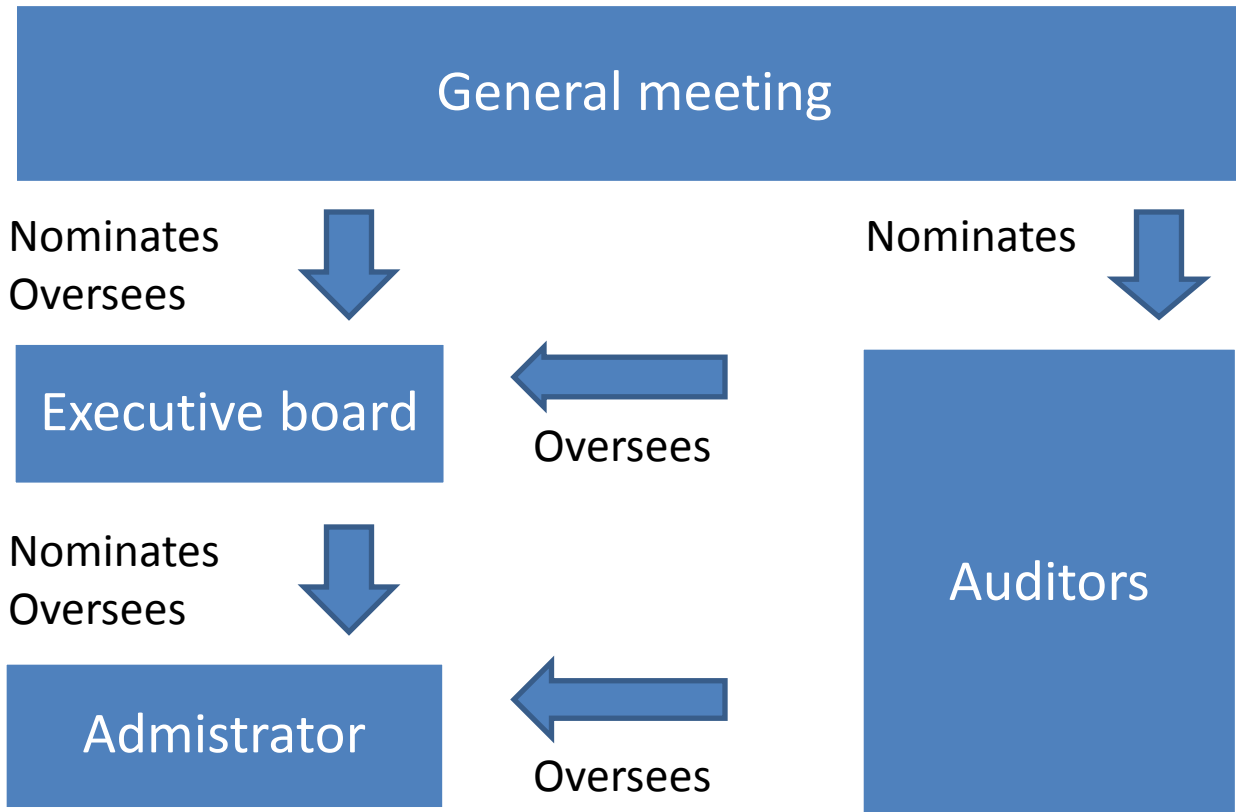 General meeting
Nominates
Oversees
Nominates
Executive board
Oversees
Nominates
Oversees
Auditors
Admistrator
Oversees